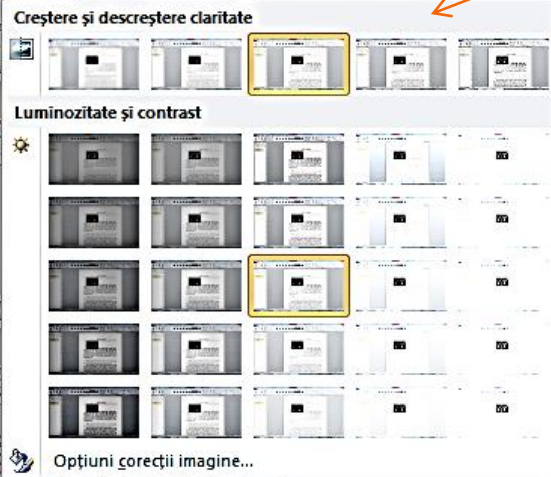 Creștere și descreștere claritate
Luminozitate și contrast
Opțiuni corecții imagine...